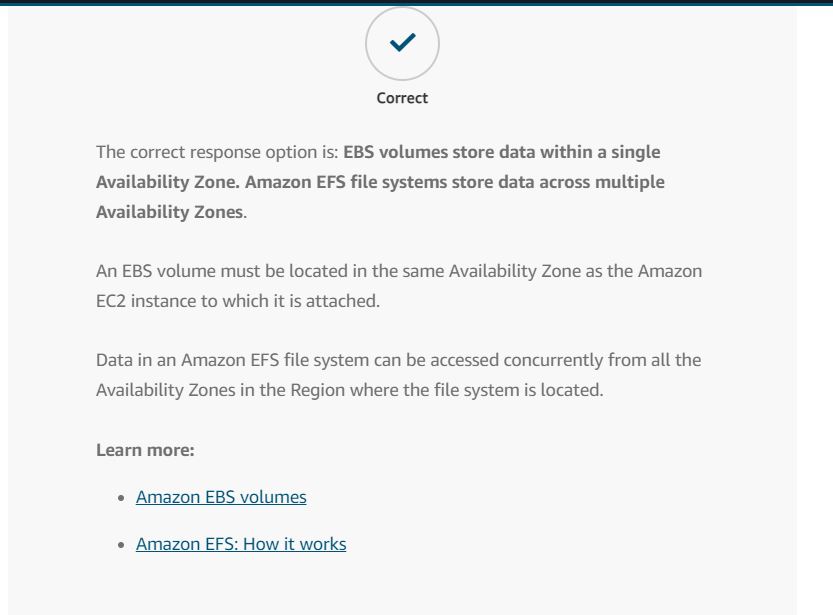 Correct
The correct response option is: EBS volumes store data within a single
Availability Zone. Amazon EFS file systems store data across multiple
Availability Zones.
An EBS volume must be located in the same Availability Zone as the Amazon
EC2 instance to which it is attached.
Data in an Amazon EFS file system can be accessed concurrently from all the
Availability Zones in the Region where the file system is located.
Learn more:
• Amazon EBS volumes
• Amazon EFS: How it works